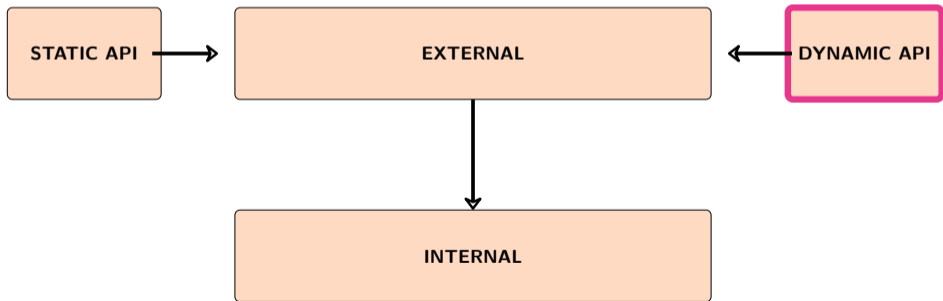 STATIC API
EXTERNAL
DYNAMIC API
INTERNAL